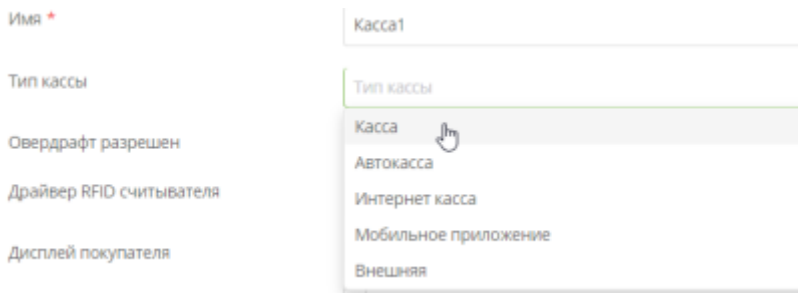 Имя *
Касса1
Тип кассы
Тип кассы
Касса
Овердрафт разрешен
Автокасса
Драйвер RFID считывателя
Интернет касса
Мобильное приложение
Дисплей покупателя
Внешняя